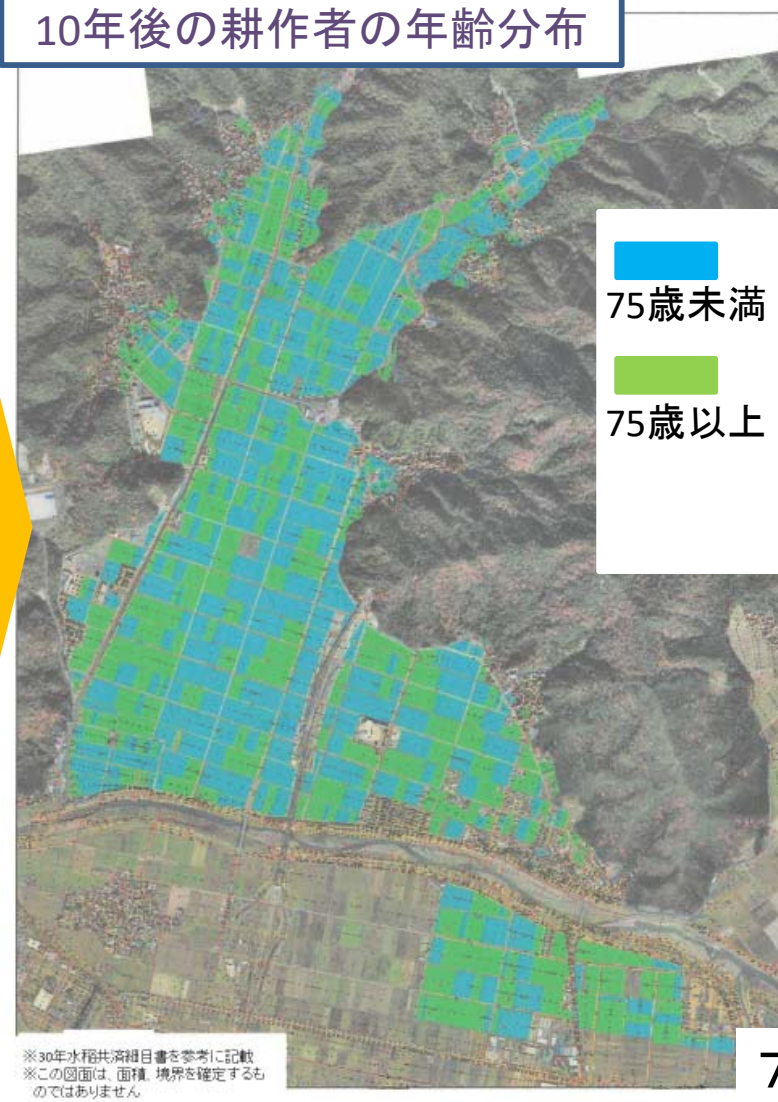 10年後の耕作者の年齢分布
75歳未満
75歳以上
※30年水稲共済細目書を参考に記載
※この図面は、面積、境界を確定するも
のではありません
7